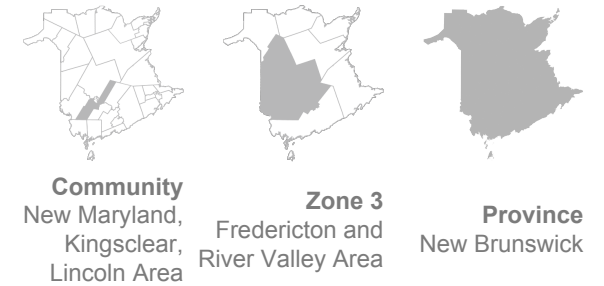 Community
New Maryland,
Kingsclear,
Lincoln Area
Zone 3
Fredericton and
River Valley Area
Province
New Brunswick